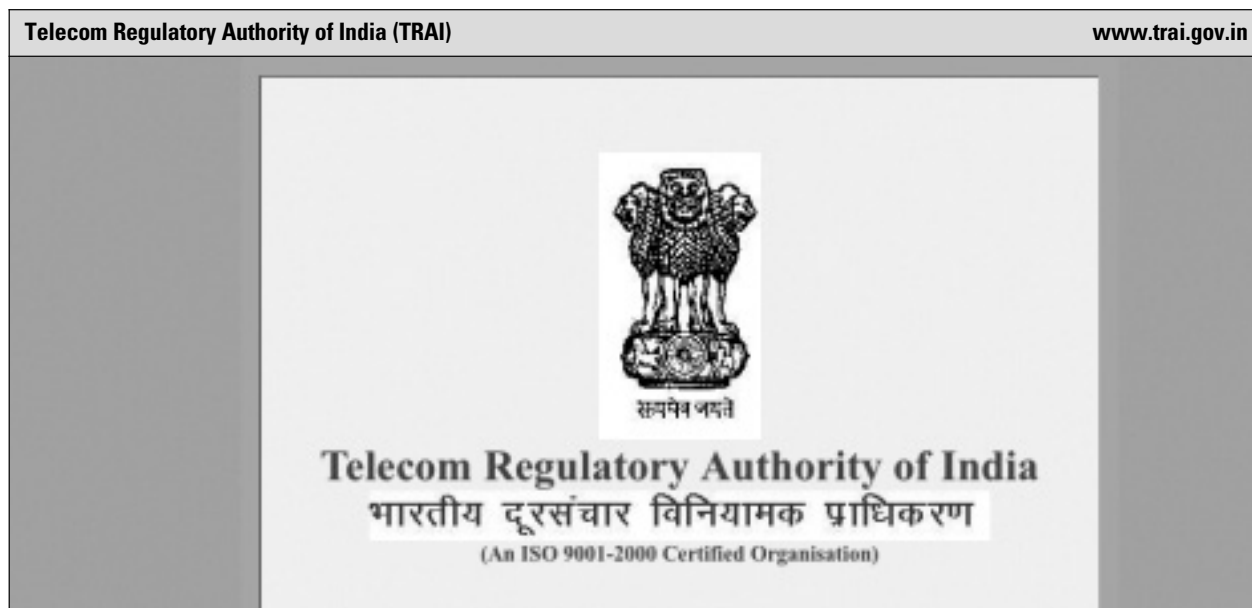 Telecom Regulatory Authority of India (TRAI) www.trai.gov.in
सत्यमेव जयते
Telecom Regulatory Authority of India
भारतीय दूरसंचार विनियामक प्राधिकरण
(An ISO 9001-2000 Certified Organisation)